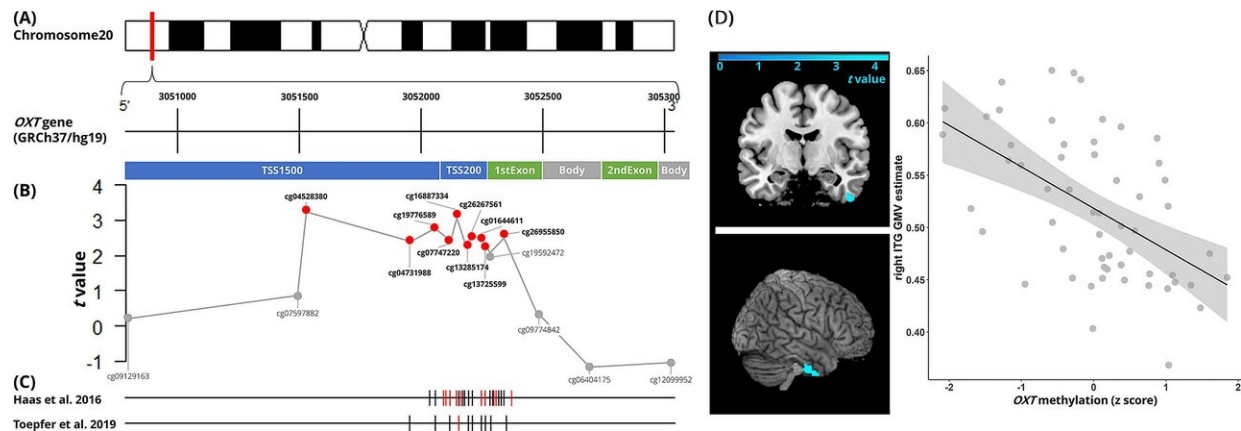 (A)
Chromosome20
5'
3051000
3051500
3052000
3052500
305300
3'
OXT gene
(GRCh37/hg19)
TSS1500
TSS200
1stExon
Body
2ndExon
Body
(B)
t value
4
3
2
1
0
-1
cg09129163
cg07597882
cg04528380
cg04731988
cg19776589
cg07747220
cg16887334
cg13285174
cg26267561
cg01644611
cg13725599
cg19592472
cg26955850
cg09774842
cg06404175
cg12099952
(C)
Haas et al. 2016
Toepfer et al. 2019
(D)
0 1 2 3 4
t value
right ITG GMV estimate
0.65
0.60
0.55
0.50
0.45
0.40
-2 -1 0 1 2
OXT methylation (z score)